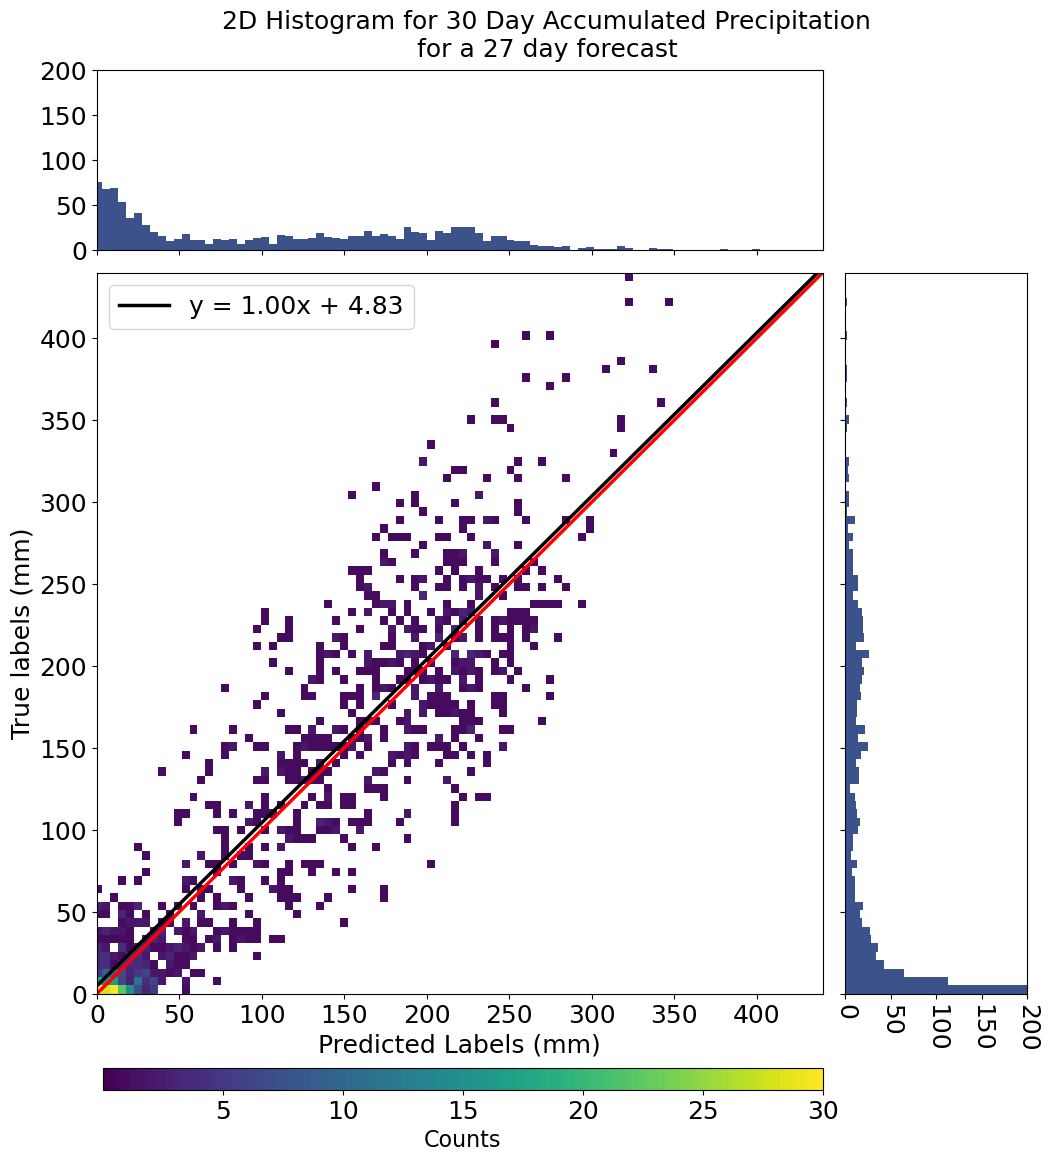 2D Histogram for 30 Day Accumulated Precipitation
for a 27 day forecast
200
150
100
50
0
y = 1.00x + 4.83
400
350
300
250
200
150
100
50
0
True labels (mm)
0 50 100 150 200 250 300 350 400
Predicted Labels (mm)
0 50 100 150 200
5 10 15 20 25 30
Counts